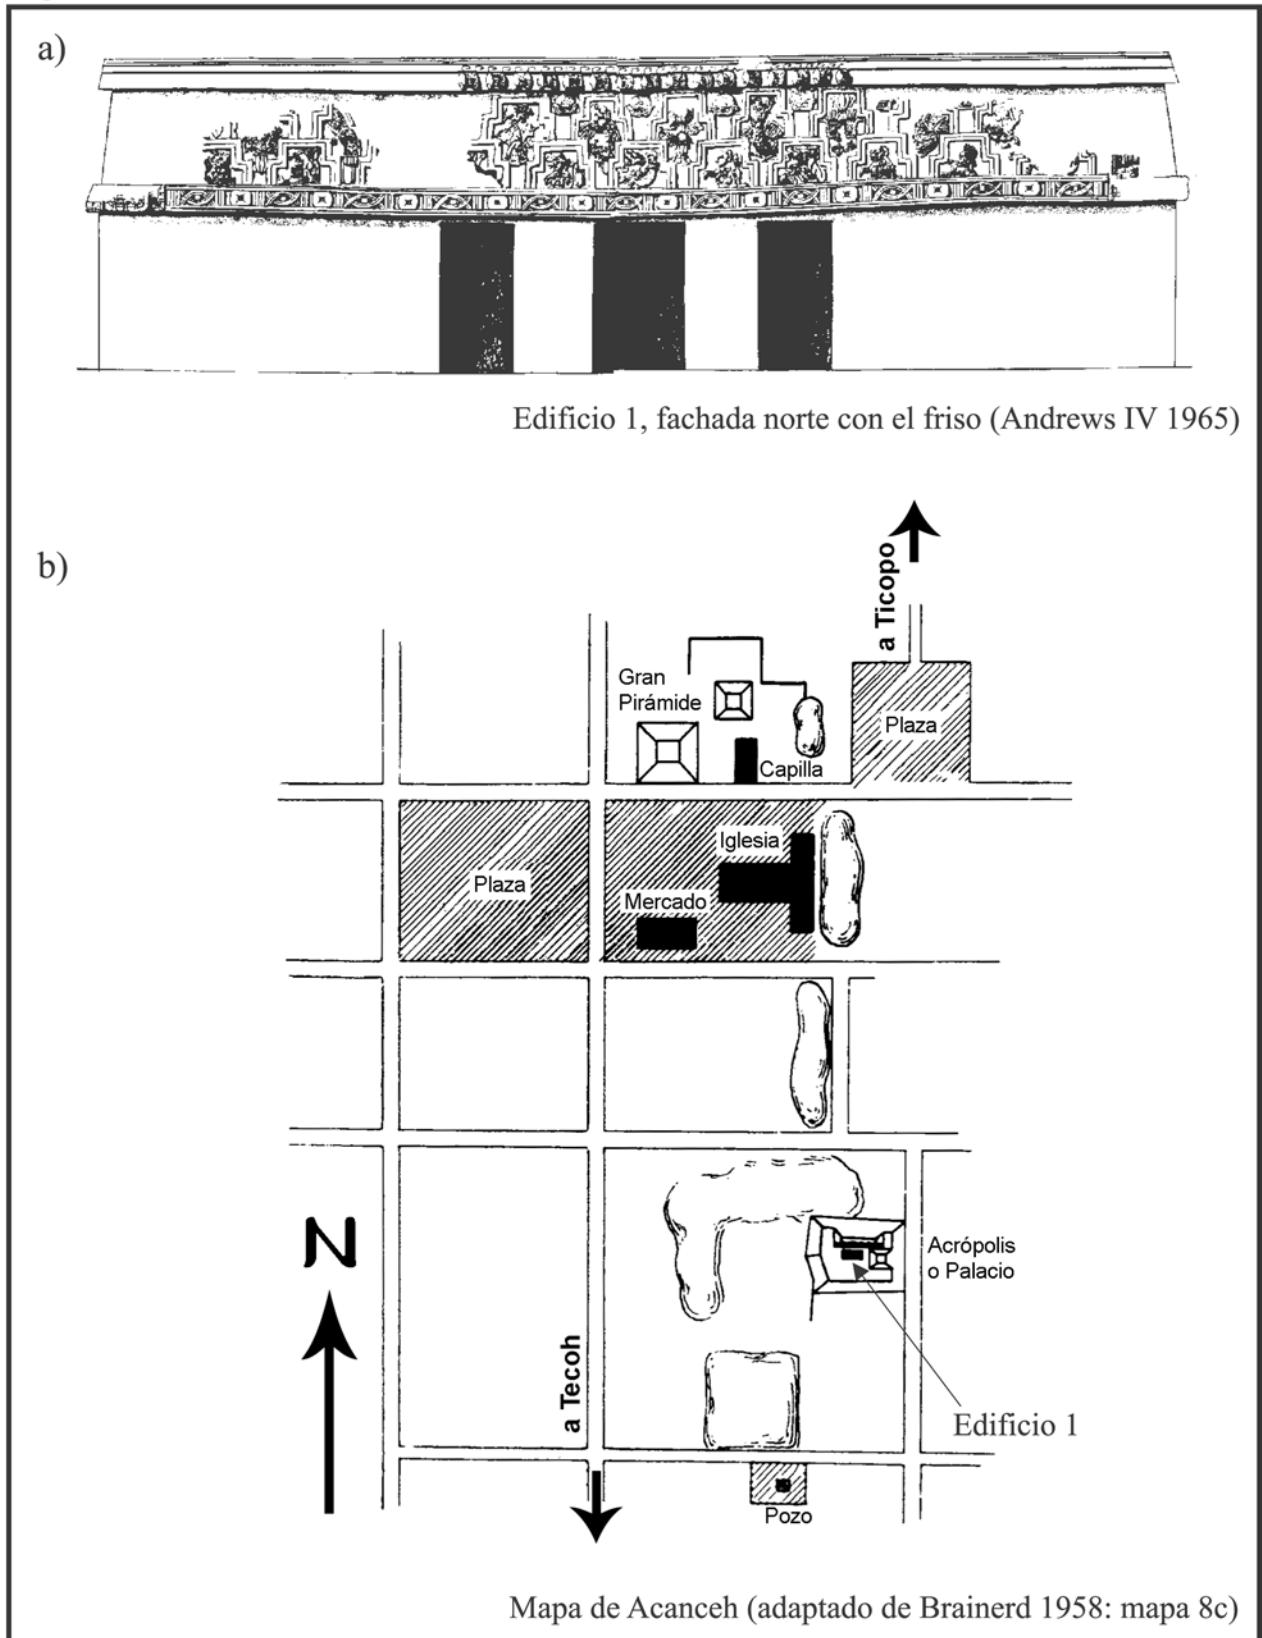 a)
Edificio 1, fachada norte con el friso (Andrews IV 1965)
b)
a Ticopo
Gran
Pirámide
Plaza
Capilla
Iglesia
Plaza
Mercado
N
Acrópolis
o Palacio
a Tecoh
Edificio 1
Pozo
Mapa de Acanceh (adaptado de Brainerd 1958: mapa 8c)